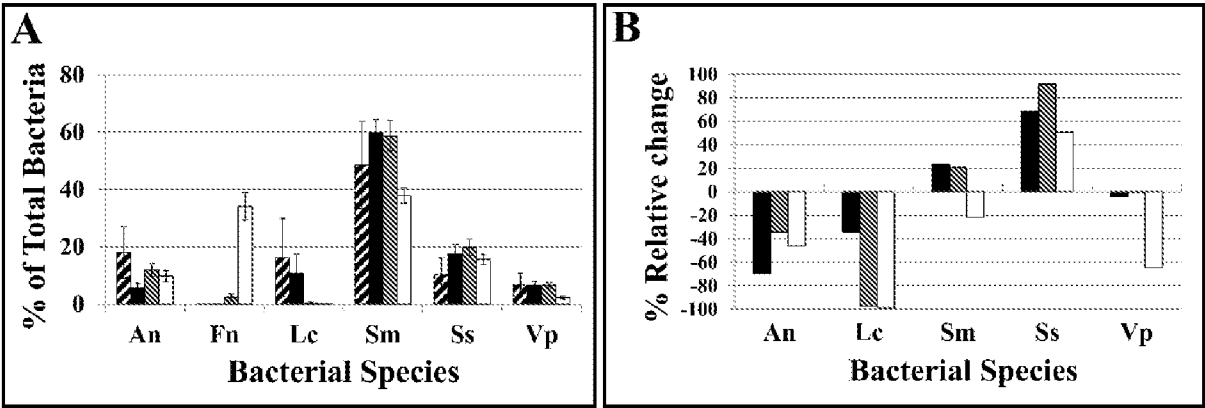 A
% of Total Bacteria
80
60
40
20
0
An Fn Lc Sm Ss Vp
Bacterial Species
B
% Relative change
100
80
60
40
20
0
-20
-40
-60
-80
-100
An Lc Sm Ss Vp
Bacterial Species